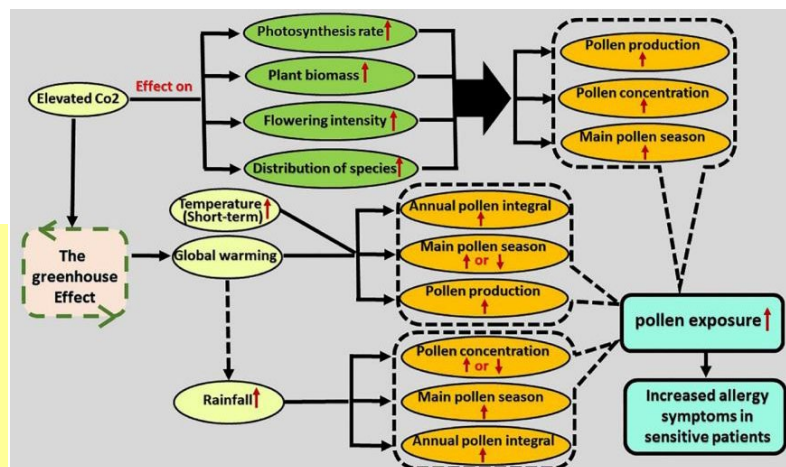 Photosynthesis rate↑
Plant biomass↑
Flowering intensity↑
Distribution of species↑
Elevated Co2
Effect on
Pollen production
↑
Pollen concentration
↑
Main pollen season
↑
Temperature↑
(Short-term)
Global warming
The
greenhouse
Effect
Annual pollen integral
↑
Main pollen season
↑ or ↓
Pollen production
↑
Rainfall↑
Pollen concentration
↑ or ↓
Main pollen season
↑
Annual pollen integral
↑
pollen exposure↑
Increased allergy
symptoms in
sensitive patients